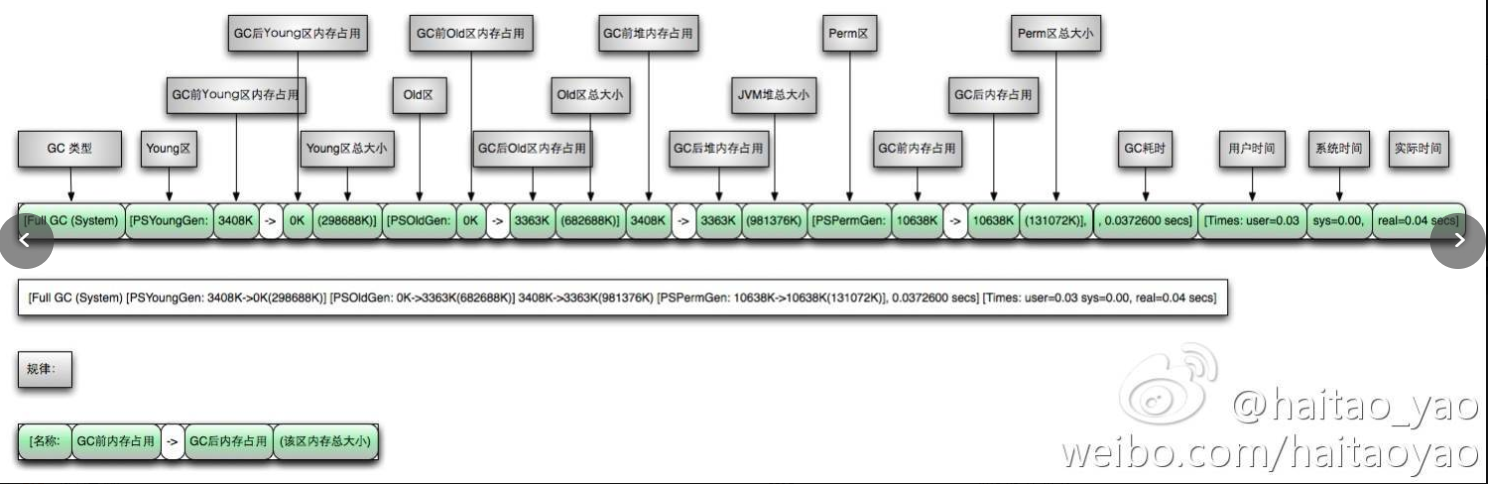 GC后Young区内存占用 GC前Old区内存占用 GC前堆内存占用 Perm区 Perm区总大小
GC前Young区内存占用 Old区 Old区总大小 JVM堆总大小 GC后内存占用
GC 类型 Young区 Young区总大小 GC后Old区内存占用 GC后堆内存占用 GC前内存占用 GC耗时 用户时间 系统时间 实际时间
[Full GC (System) [PSYoungGen: 3408K -> 0K (298688K)] [PSOldGen: 0K -> 3363K (682688K)] 3408K -> 3363K (981376K) [PSPermGen: 10638K -> 10638K (131072K)], , 0.0372600 secs] [Times: user=0.03 sys=0.00, real=0.04 secs]
[Full GC (System) [PSYoungGen: 3408K->0K(298688K)] [PSOldGen: 0K->3363K(682688K)] 3408K->3363K(981376K) [PSPermGen: 10638K->10638K(131072K)], 0.0372600 secs] [Times: user=0.03 sys=0.00, real=0.04 secs]
规律：
[名称: GC前内存占用 -> GC后内存占用 (该区内存总大小)
@haitao_yao
weibo.com/haitaoyao